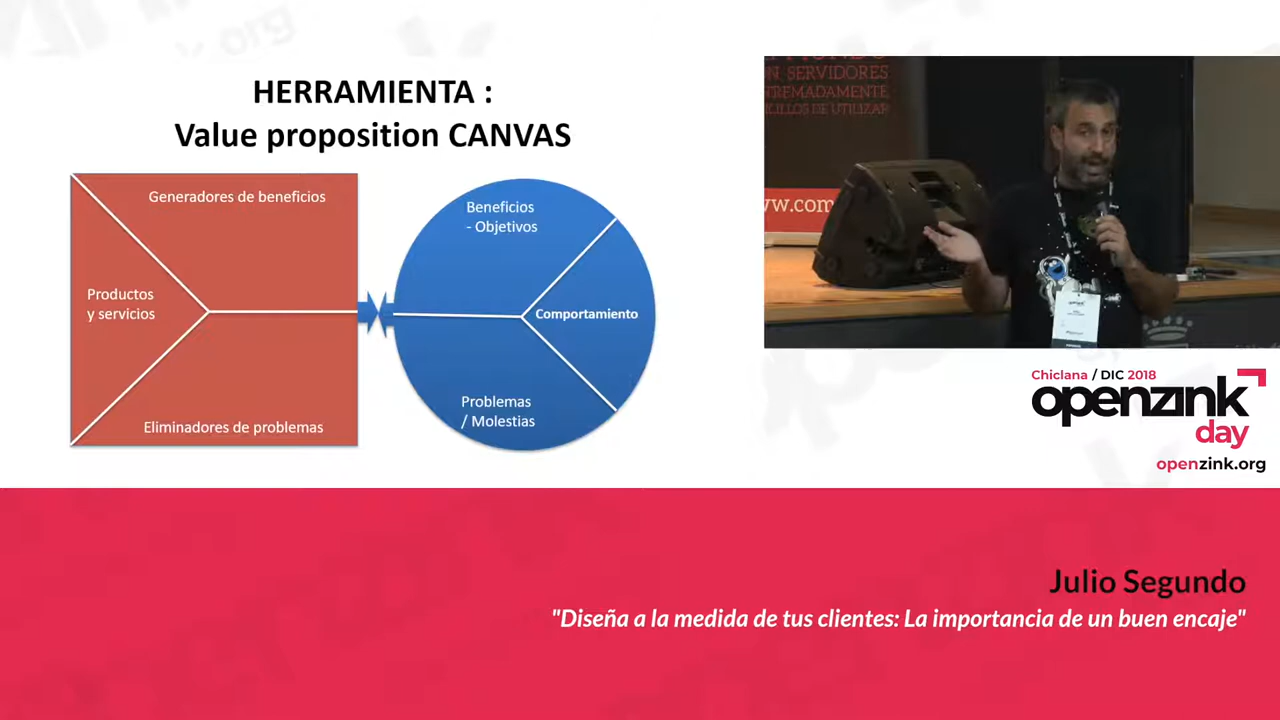 HERRAMIENTA :
Value proposition CANVAS
Generadores de beneficios
Productos
y servicios
Eliminadores de problemas
Beneficios
- Objetivos
Comportamiento
Problemas
/ Molestias
N SERVIDORES
TREMADAMENTE
CILLOS DE UTILIZAR
ww.com
Chiclana / DIC 2018
openzink
day
openzink.org
Julio Segundo
"Diseña a la medida de tus clientes: La importancia de un buen encaje"